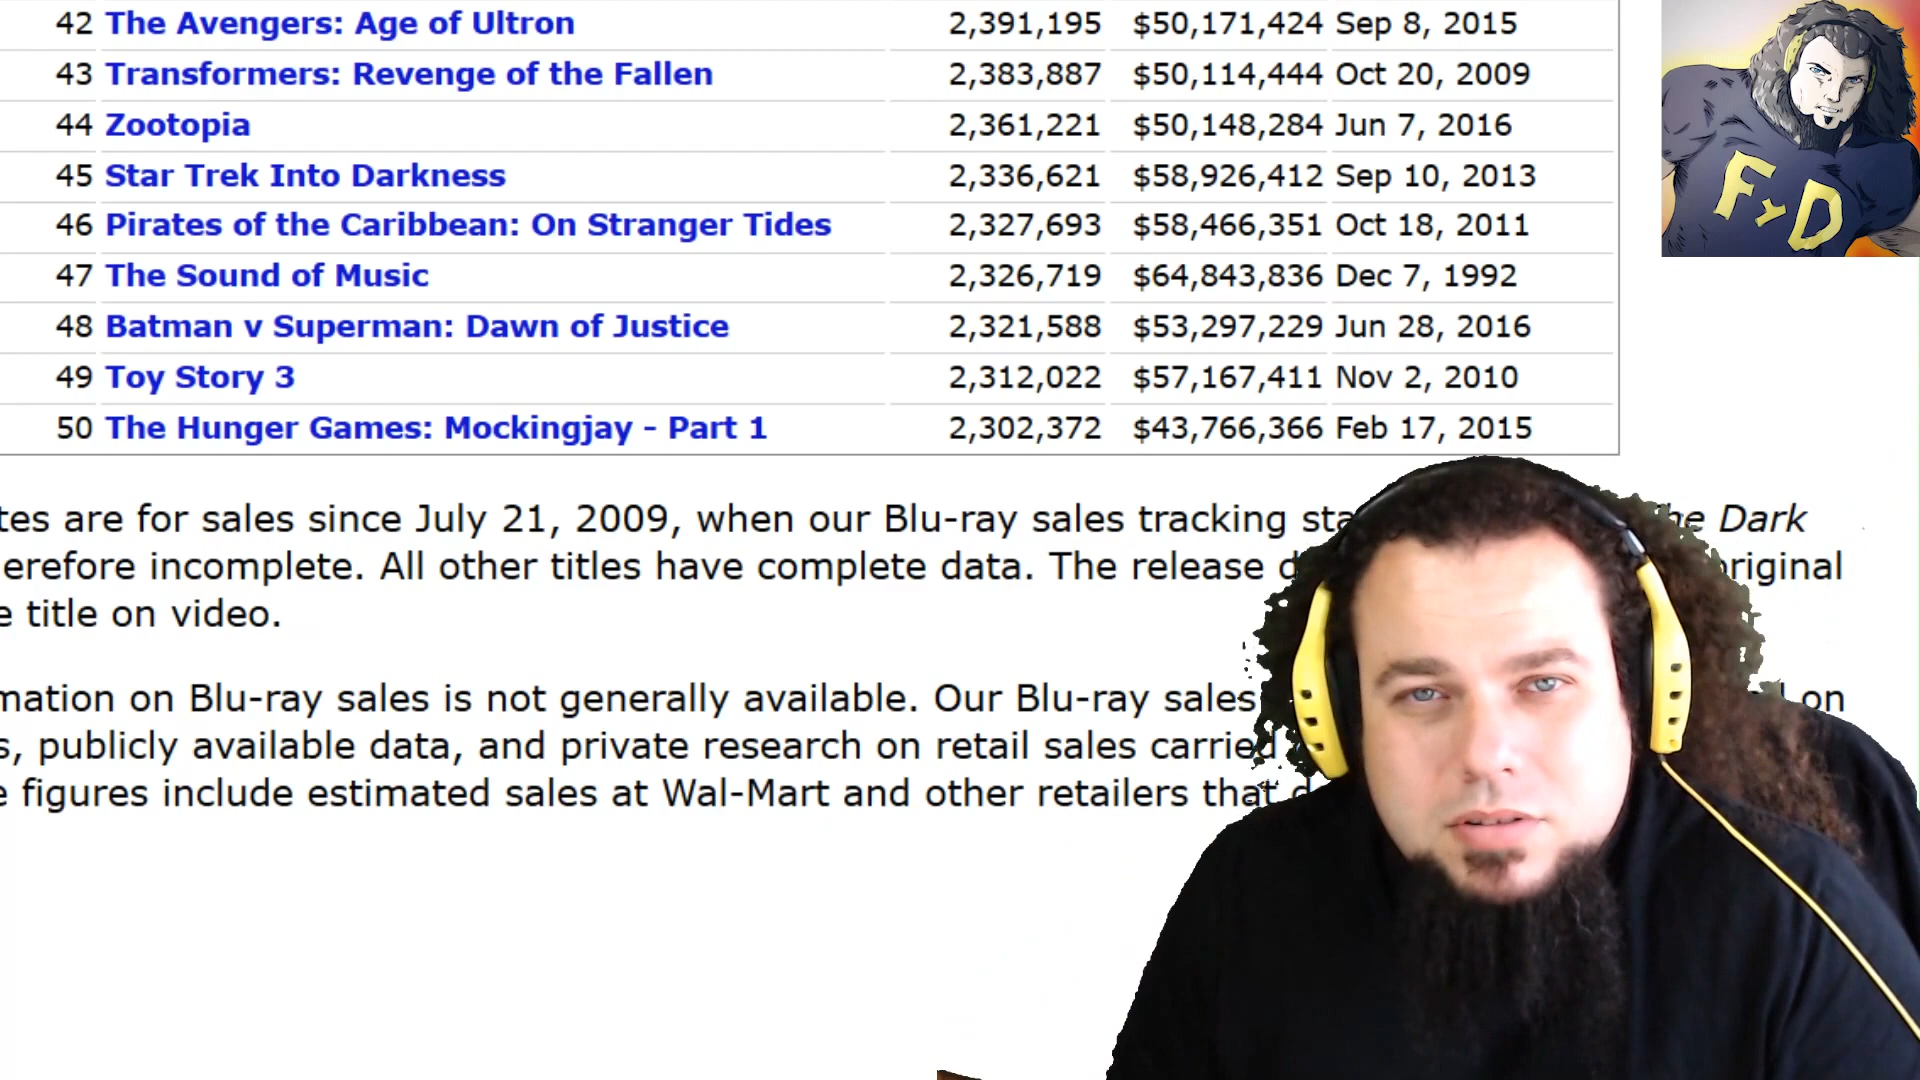 42 The Avengers: Age of Ultron 2,391,195 $50,171,424 Sep 8, 2015
43 Transformers: Revenge of the Fallen 2,383,887 $50,114,444 Oct 20, 2009
44 Zootopia 2,361,221 $50,148,284 Jun 7, 2016
45 Star Trek Into Darkness 2,336,621 $58,926,412 Sep 10, 2013
46 Pirates of the Caribbean: On Stranger Tides 2,327,693 $58,466,351 Oct 18, 2011
47 The Sound of Music 2,326,719 $64,843,836 Dec 7, 1992
48 Batman v Superman: Dawn of Justice 2,321,588 $53,297,229 Jun 28, 2016
49 Toy Story 3 2,312,022 $57,167,411 Nov 2, 2010
50 The Hunger Games: Mockingjay - Part 1 2,302,372 $43,766,366 Feb 17, 2015
FyD
tes are for sales since July 21, 2009, when our Blu-ray sales tracking sta he Dark
erefore incomplete. All other titles have complete data. The release d original
e title on video.
mation on Blu-ray sales is not generally available. Our Blu-ray sales on
s, publicly available data, and private research on retail sales carried
e figures include estimated sales at Wal-Mart and other retailers that d